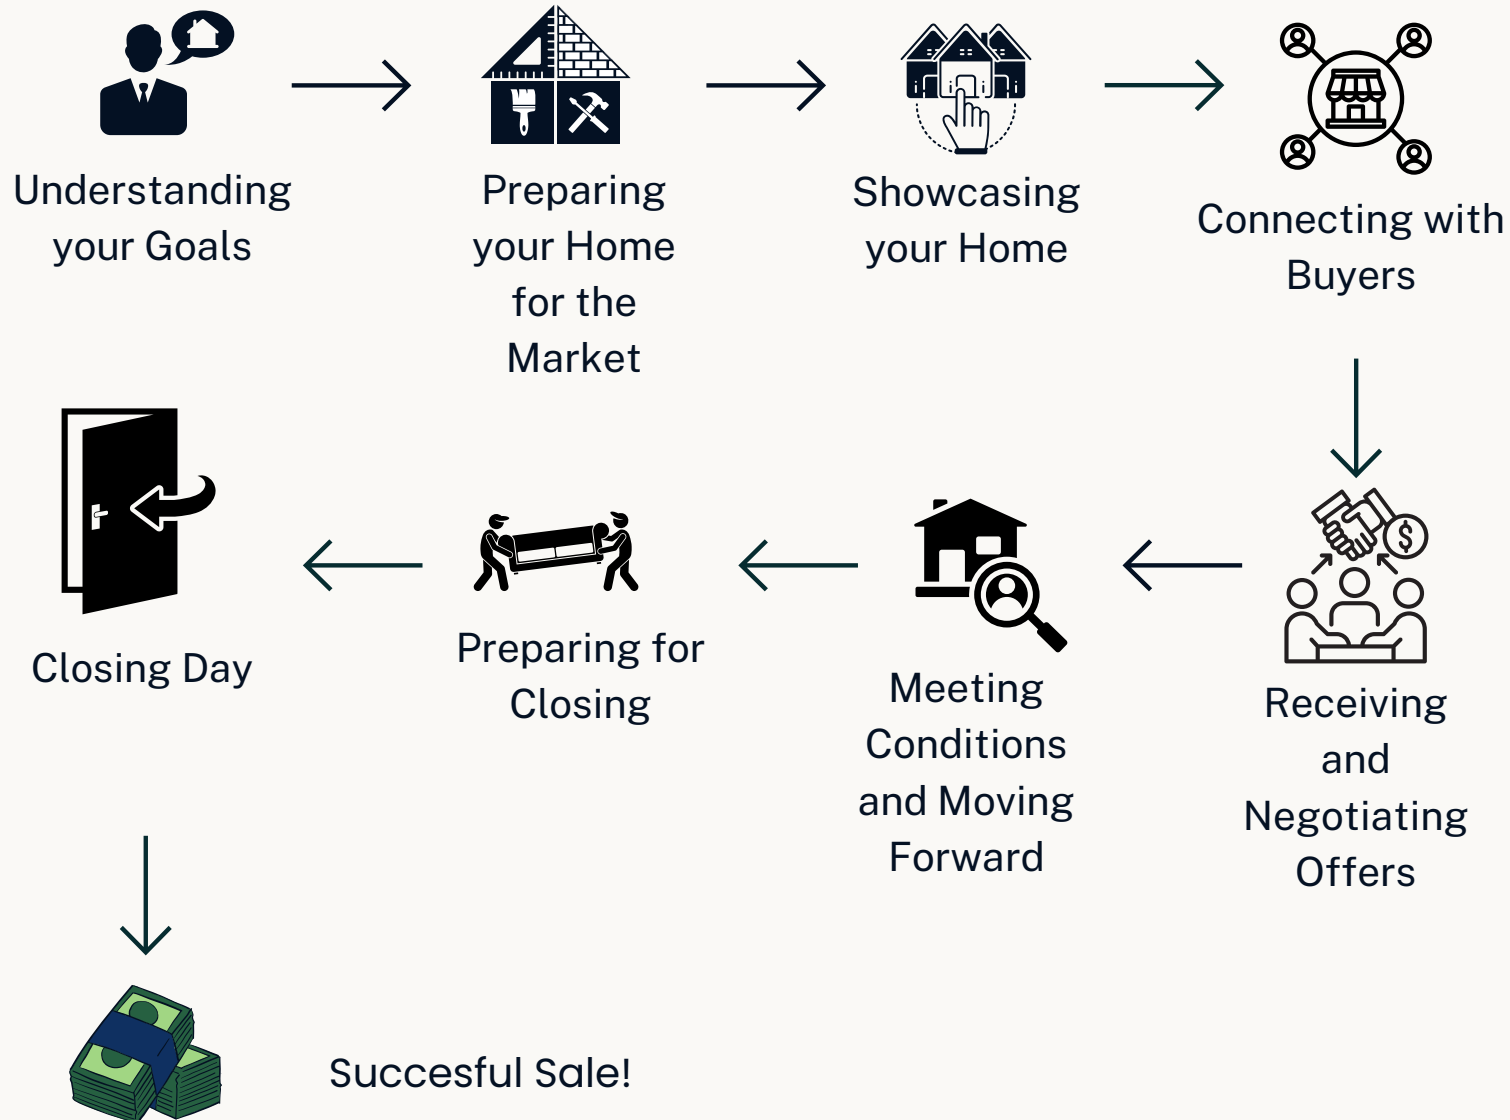 Understanding
your Goals
Preparing
your Home
for the
Market
Showcasing
your Home
Connecting with
Buyers
Receiving
and
Negotiating
Offers
Meeting
Conditions
and Moving
Forward
Preparing for
Closing
Closing Day
Succesful Sale!